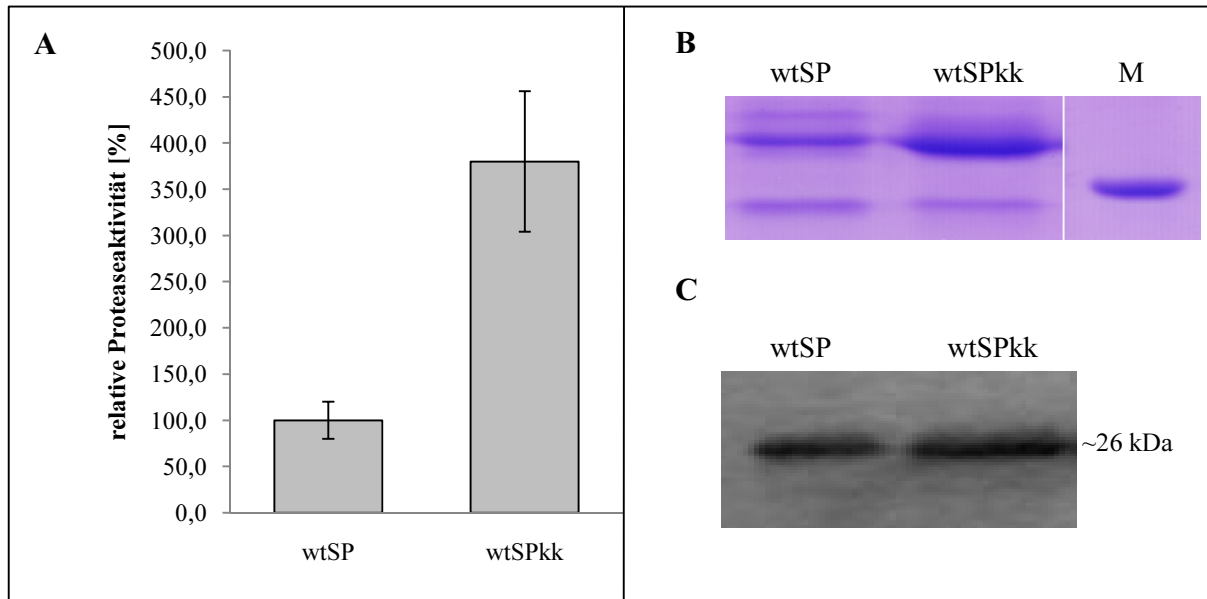 A
relative Proteaseaktivität [%]
500,0
450,0
400,0
350,0
300,0
250,0
200,0
150,0
100,0
50,0
0,0
wtSP wtSPkk
B
wtSP wtSPkk M
C
wtSP wtSPkk
~26 kDa